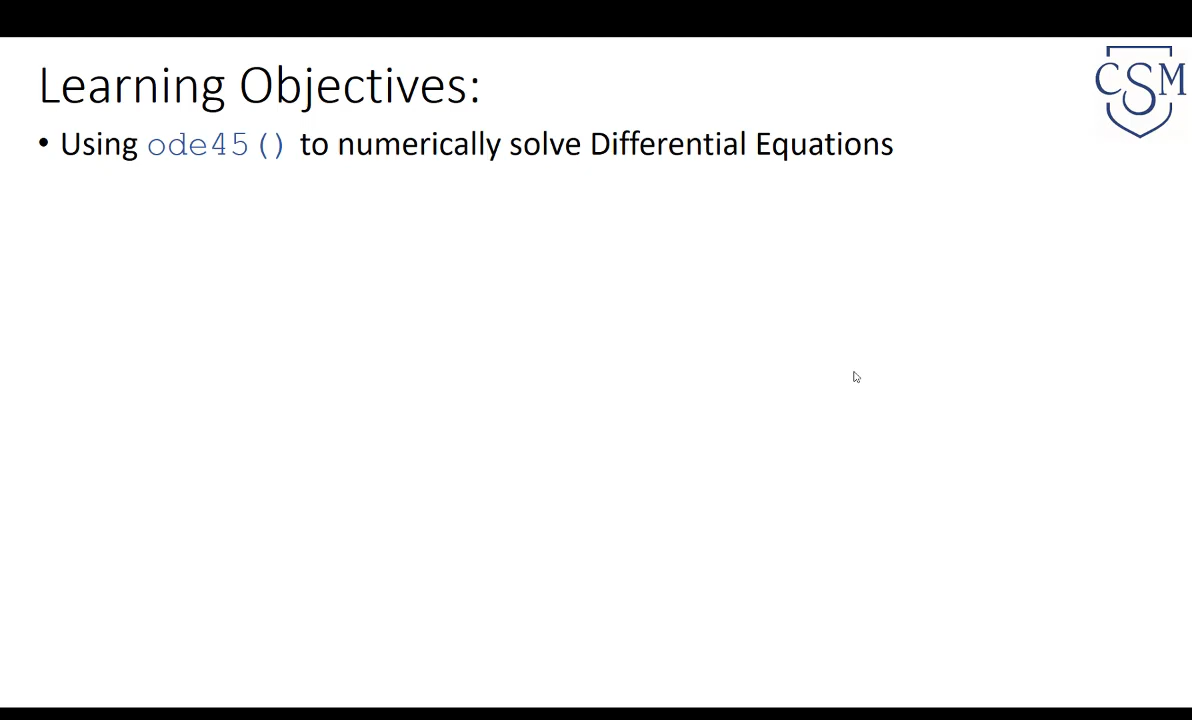 Learning Objectives:
CSM
• Using ode45() to numerically solve Differential Equations